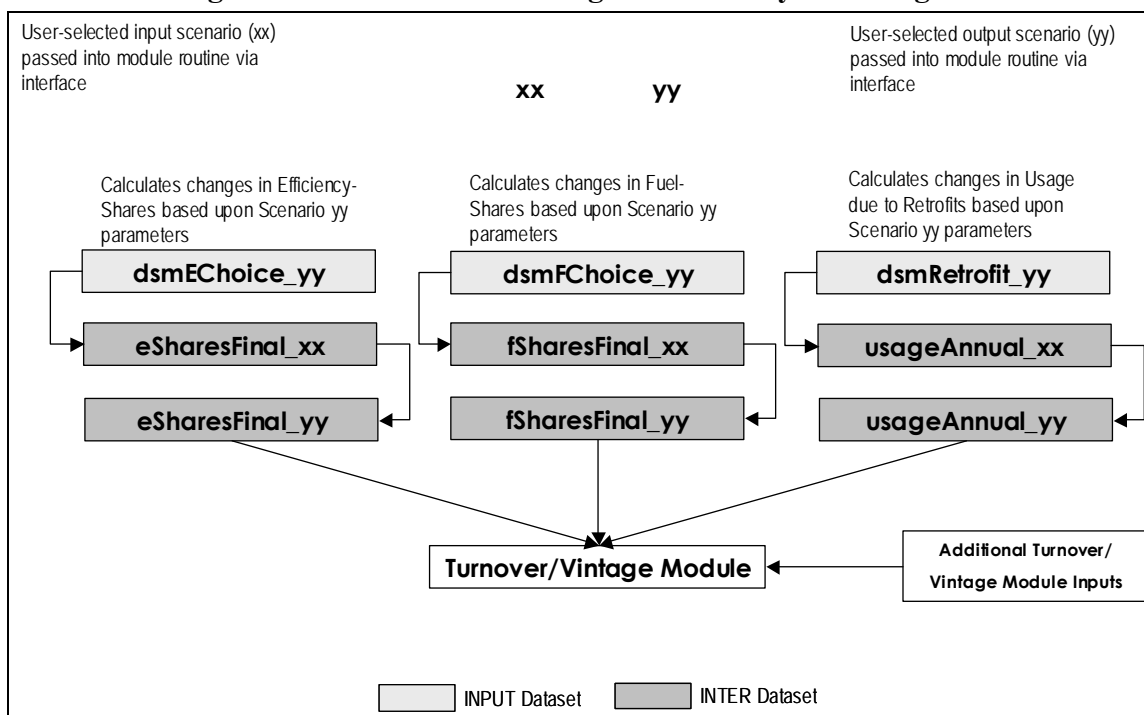 User-selected input scenario (xx)
passed into module routine via
interface
User-selected output scenario (yy)
passed into module routine via
interface
xx yy
Calculates changes in Efficiency-
Shares based upon Scenario yy
parameters
Calculates changes in Fuel-
Shares based upon Scenario yy
parameters
Calculates changes in Usage
due to Retrofits based upon
Scenario yy parameters
dsmEChoice_yy
dsmFChoice_yy
dsmRetrofit_yy
eSharesFinal_xx
fSharesFinal_xx
usageAnnual_xx
eSharesFinal_yy
fSharesFinal_yy
usageAnnual_yy
Turnover/Vintage Module
Additional Turnover/
Vintage Module Inputs
INPUT Dataset
INTER Dataset